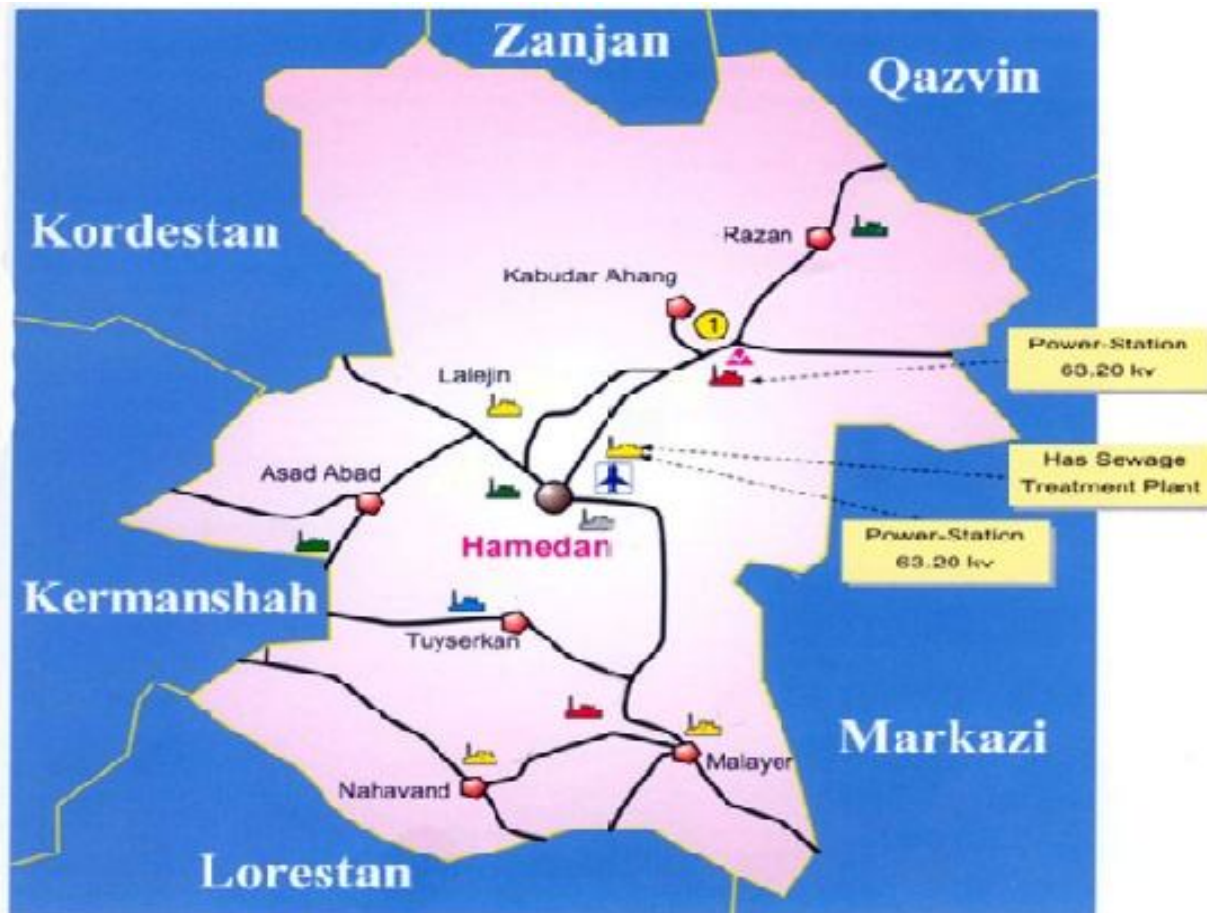 Zanjan
Qazvin
Kordestan
Razan
Kabudar Ahang
1
Power-Station
63.20 kv
Lalejin
Has Sewage
Treatment Plant
Asad Abad
Power-Station
63.20 kv
Hamedan
Kermanshah
Tuyserkan
Markazi
Malayer
Nahavand
Lorestan